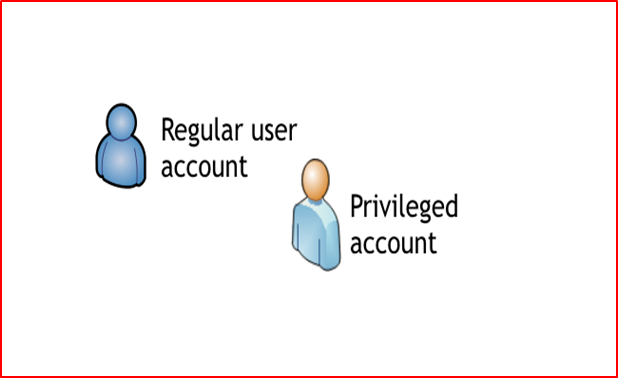 Regular user
account
Privileged
account